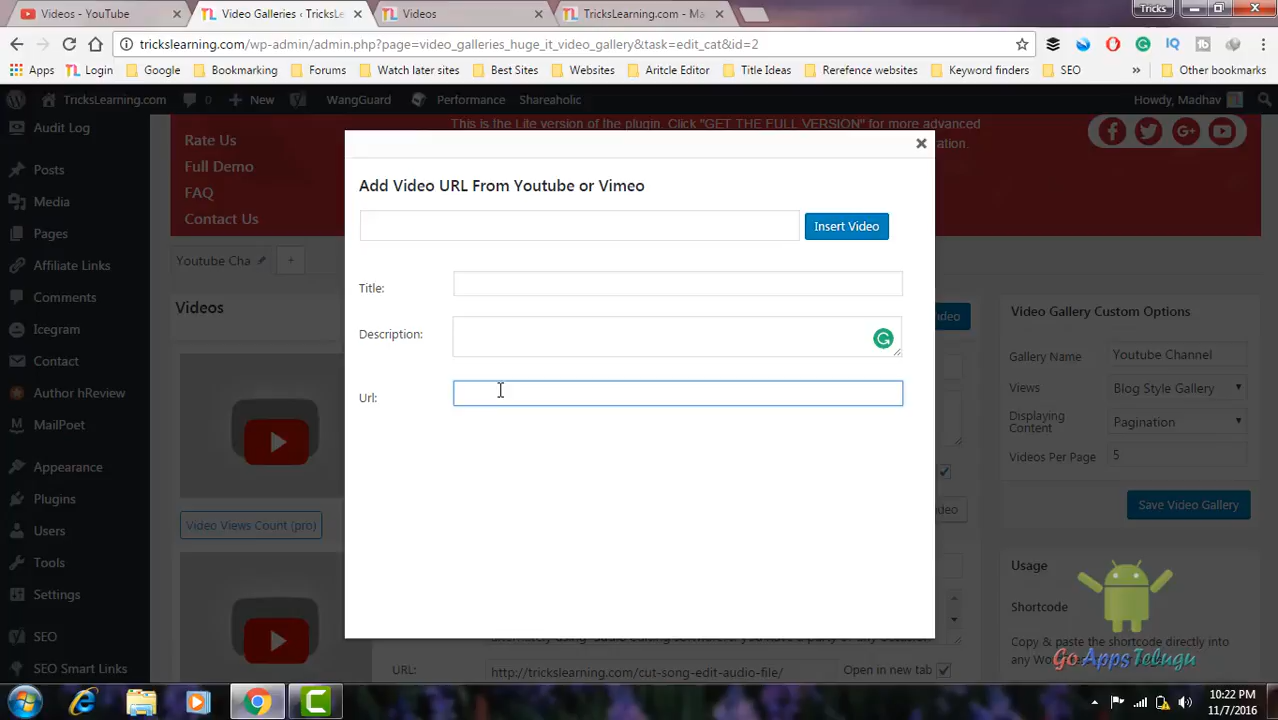 Videos - YouTube
Video Galleries ‹ TricksLe
Videos
TricksLearning.com - Ma
Tricks
trickslearning.com/wp-admin/admin.php?page=video_galleries_huge_it_video_gallery&task=edit_cat&id=2
Apps
Login
Google
Bookmarking
Forums
Watch later sites
Best Sites
Websites
Aritcle Editor
Title Ideas
Rerefence websites
Keyword finders
SEO
»
Other bookmarks
TricksLearning.com
0
New
WangGuard
Performance
Shareaholic
Howdy, Madhav
Audit Log
Posts
Media
Pages
Affiliate Links
Comments
Icegram
Contact
Author hReview
MailPoet
Appearance
Plugins
Users
Tools
Settings
SEO
SEO Smart Links
Rate Us
Full Demo
FAQ
Contact Us
This is the Lite version of the plugin. Click "GET THE FULL VERSION" for more advanced
Youtube Cha
Videos
Video Views Count (pro)
Add Video URL From Youtube or Vimeo
Insert Video
Title:
Description:
Url:
URL:
http://trickslearning.com/cut-song-edit-audio-file/
Open in new tab
Video Gallery Custom Options
Gallery Name
Youtube Channel
Views
Blog Style Gallery
Displaying
Content
Pagination
Videos Per Page
5
Save Video Gallery
Usage
Shortcode
Copy & paste the shortcode directly into
Go Apps Telugu
10:22 PM
11/7/2016